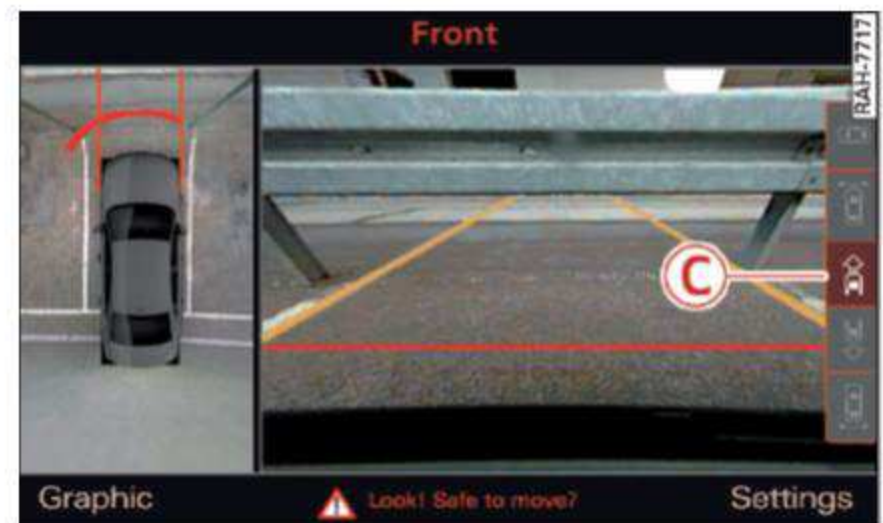 Front
RAH-7717
C
Graphic
Look! Safe to move?
Settings